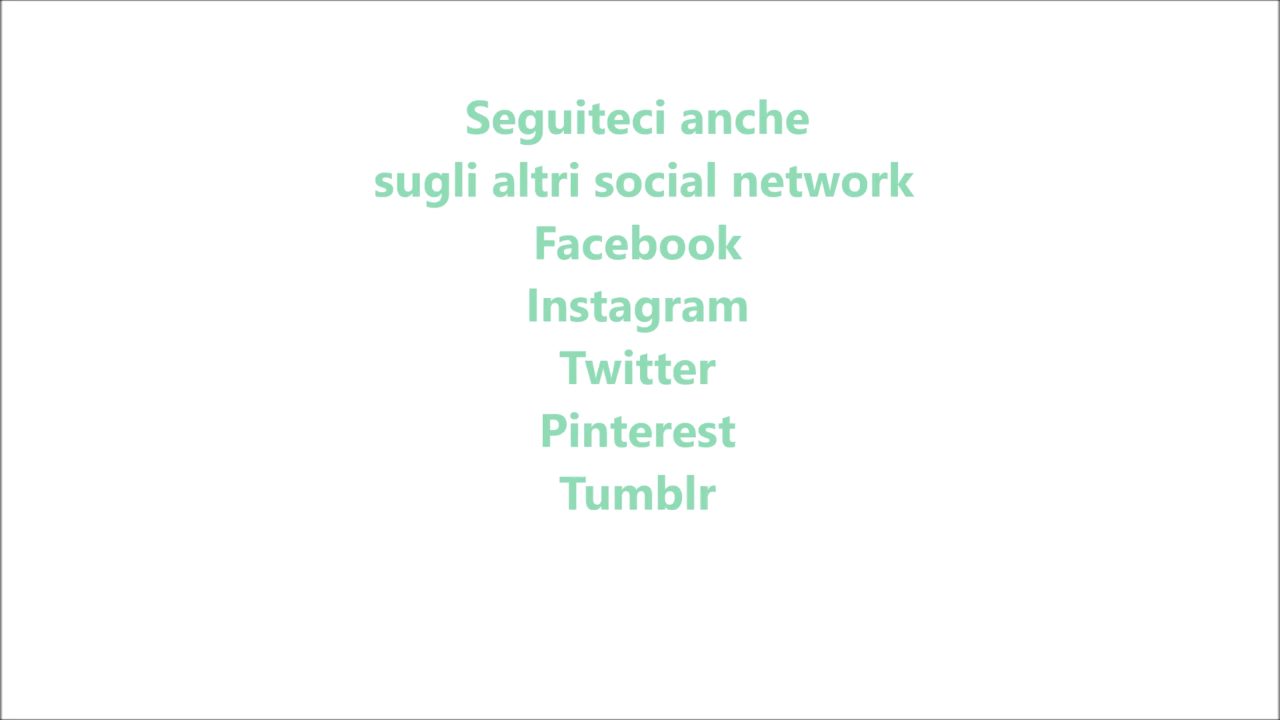 Seguiteci anche
sugli altri social network
Facebook
Instagram
Twitter
Pinterest
Tumblr